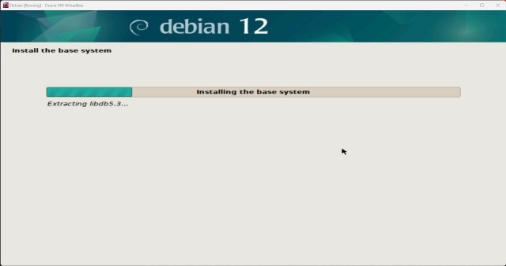 Debian [Running] - Oracle VM VirtualBox
debian 12
Install the base system
Installing the base system
Extracting libdb5.3...